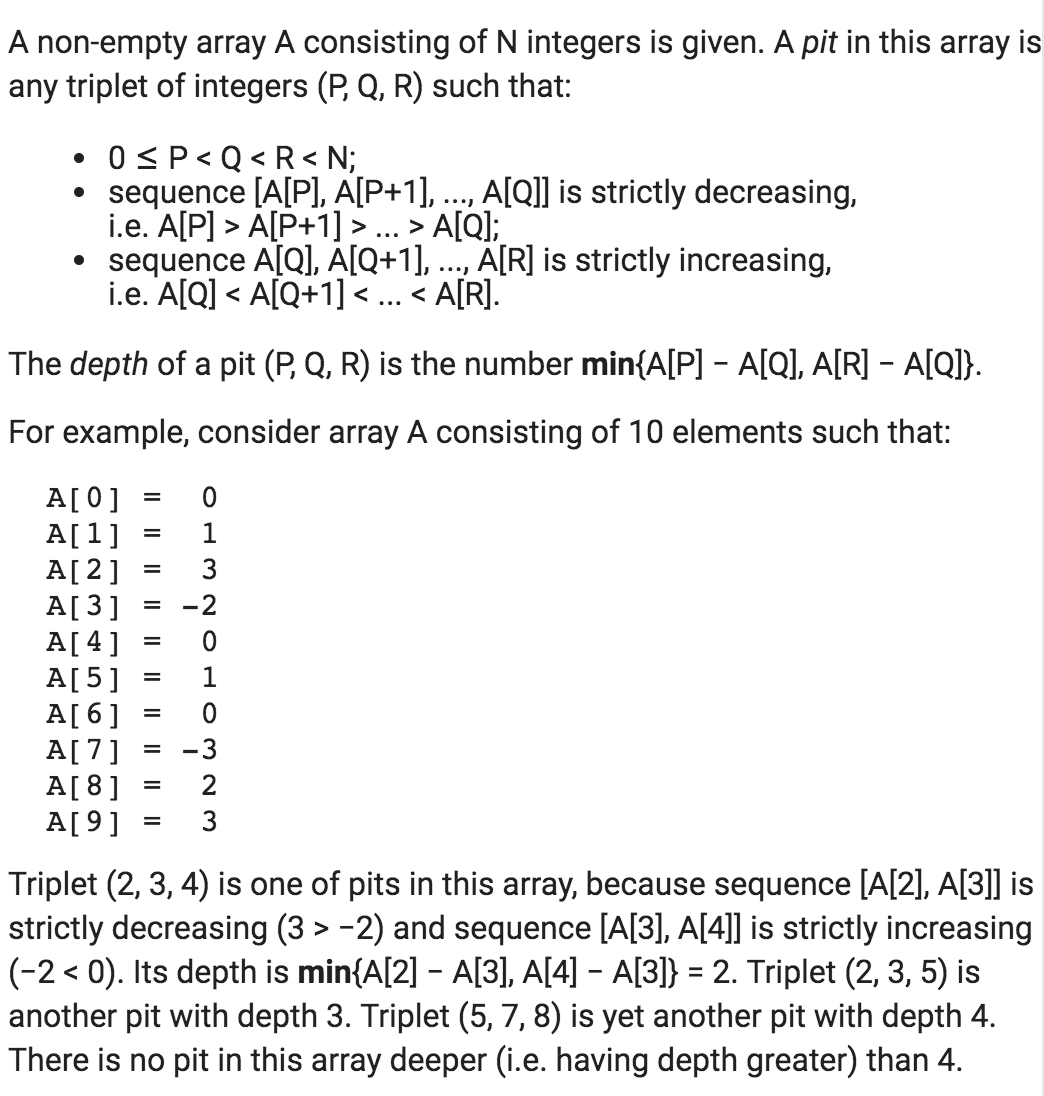 A non-empty array A consisting of N integers is given. A pit in this array is
any triplet of integers (P, Q, R) such that:
• 0 ≤ P < Q < R < N;
• sequence [A[P], A[P+1], ..., A[Q]] is strictly decreasing,
i.e. A[P] > A[P+1] > ... > A[Q];
• sequence A[Q], A[Q+1], ..., A[R] is strictly increasing,
i.e. A[Q] < A[Q+1] < ... < A[R].
The depth of a pit (P, Q, R) is the number min{A[P] − A[Q], A[R] − A[Q]}.
For example, consider array A consisting of 10 elements such that:
A[0] = 0
A[1] = 1
A[2] = 3
A[3] = -2
A[4] = 0
A[5] = 1
A[6] = 0
A[7] = -3
A[8] = 2
A[9] = 3
Triplet (2, 3, 4) is one of pits in this array, because sequence [A[2], A[3]] is
strictly decreasing (3 > −2) and sequence [A[3], A[4]] is strictly increasing
(−2 < 0). Its depth is min{A[2] − A[3], A[4] − A[3]} = 2. Triplet (2, 3, 5) is
another pit with depth 3. Triplet (5, 7, 8) is yet another pit with depth 4.
There is no pit in this array deeper (i.e. having depth greater) than 4.